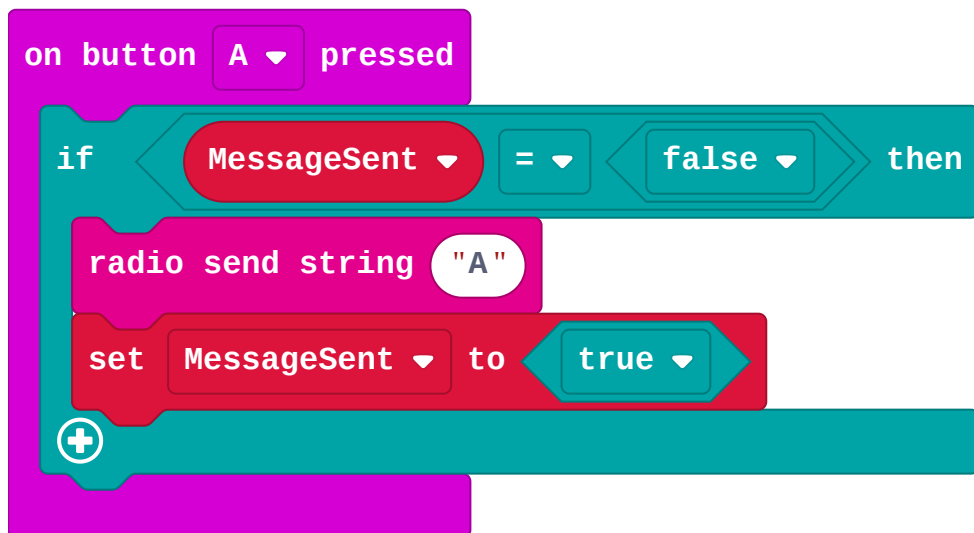 on button A pressed
if MessageSent = false then
radio send string "A"
set MessageSent to true